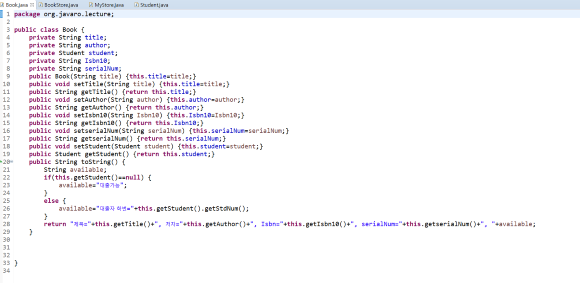 Book.java BookStore.java MyStore.java Student.java
1 package org.javaro.lecture;
2
3 public class Book {
4 private String title;
5 private String author;
6 private Student student;
7 private String Isbn10;
8 private String serialNum;
9 public Book(String title) {this.title=title;}
10 public void setTitle(String title) {this.title=title;}
11 public String getTitle() {return this.title;}
12 public void setAuthor(String author) {this.author=author;}
13 public String getAuthor() {return this.author;}
14 public void setIsbn10(String Isbn10) {this.Isbn10=Isbn10;}
15 public String getIsbn10() {return this.Isbn10;}
16 public void setserialNum(String serialNum) {this.serialNum=serialNum;}
17 public String getserialNum() {return this.serialNum;}
18 public void setStudent(Student student) {this.student=student;}
19 public Student getStudent() {return this.student;}
20 public String toString() {
21 String available;
22 if(this.getStudent()==null) {
23 available="대출가능";
24 }
25 else {
26 available="대출자 학번="+this.getStudent().getStdNum();
27 }
28 return "제목="+this.getTitle()+", 저자="+this.getAuthor()+", Isbn="+this.getIsbn10()+", serialNum="+this.getserialNum()+", "+available;
29 }
30
31
32
33 }
34